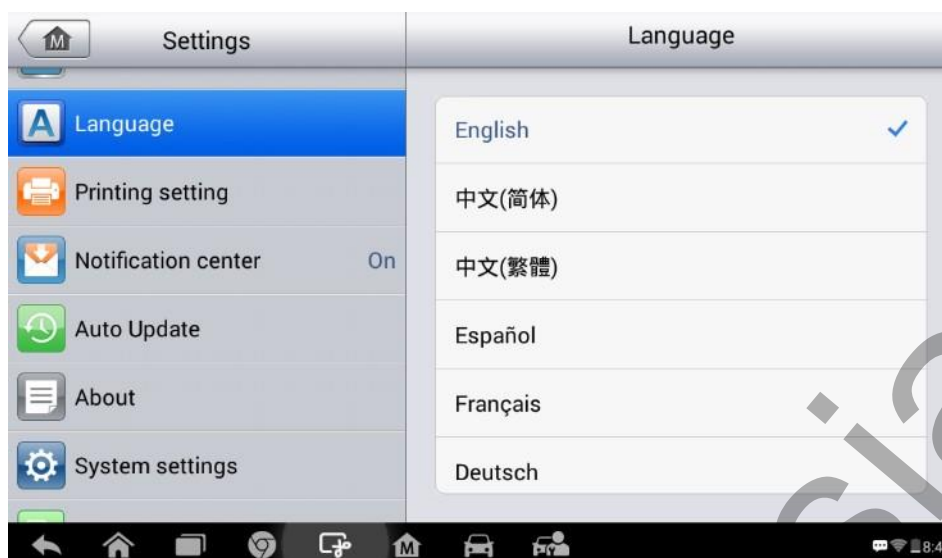 Settings
Language
Language
Printing setting
Notification center On
Auto Update
About
System settings
English
中文(简体)
中文(繁體)
Español
Français
Deutsch